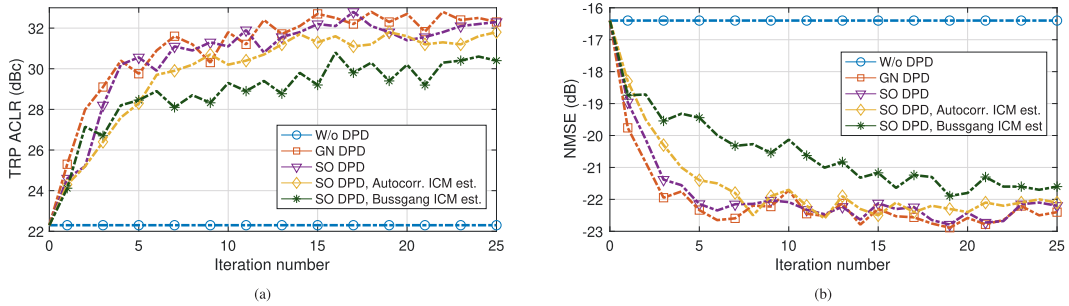 TRP ACLR (dBc)
34
32
30
28
26
24
22
W/o DPD
GN DPD
SO DPD
SO DPD, Autocorr. ICM est.
SO DPD, Bussgang ICM est.
0 5 10 15 20 25
Iteration number
(a)
NMSE (dB)
-16
-17
-18
-19
-20
-21
-22
-23
W/o DPD
GN DPD
SO DPD
SO DPD, Autocorr. ICM est.
SO DPD, Bussgang ICM est
0 5 10 15 20 25
Iteration number
(b)